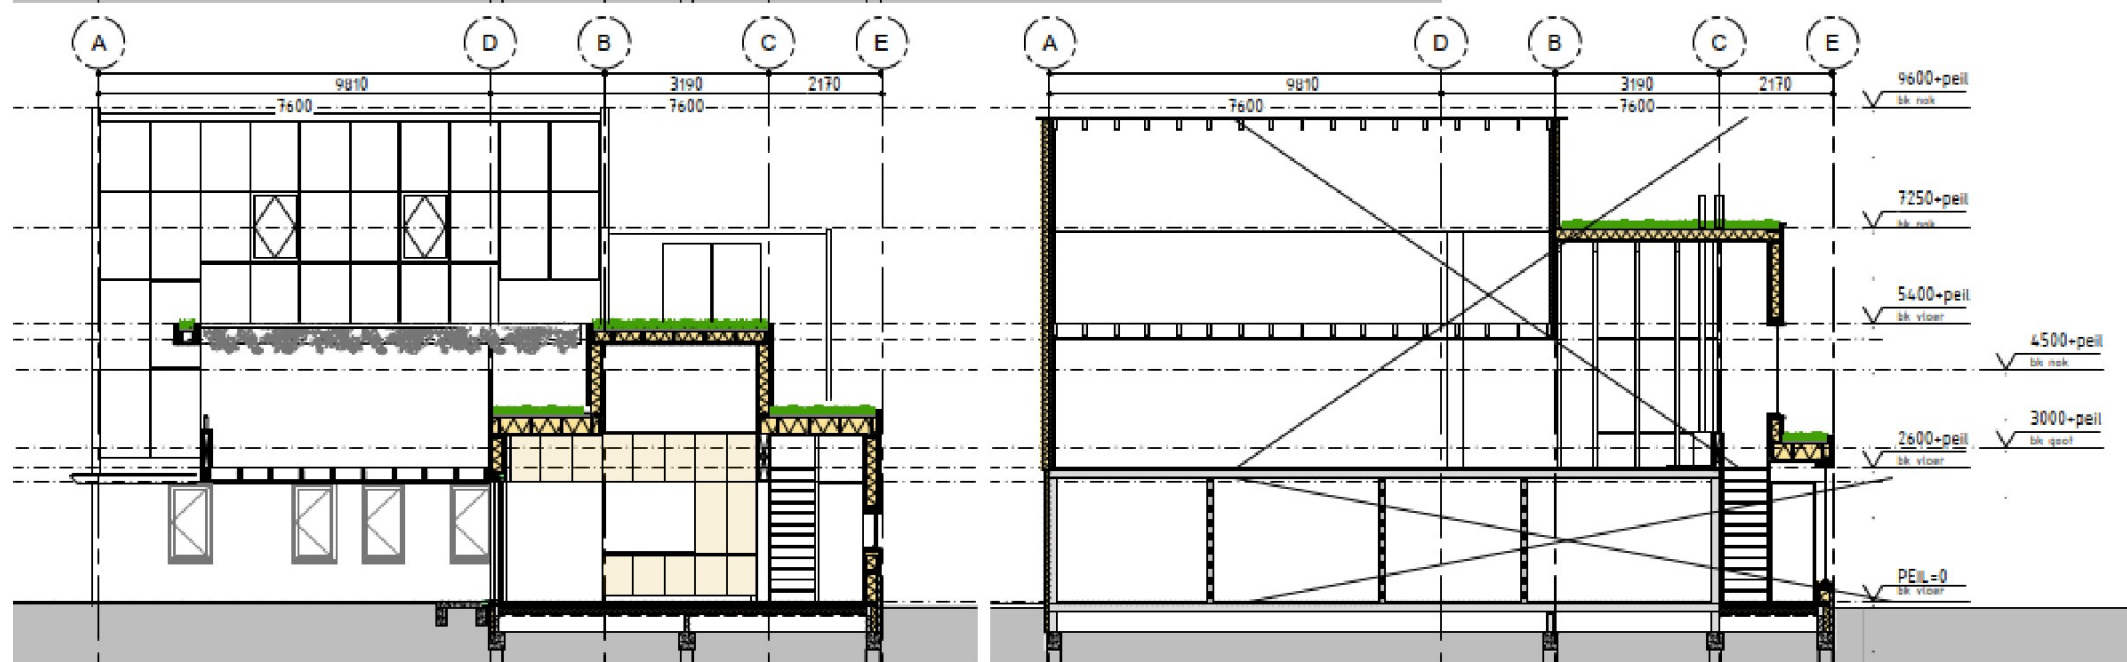 A D B C E
9810 3190 2170
7600 7600
A D B C E
9810 3190 2170
7600 7600
9600+peil
bk nok
7250+peil
bk nok
5400+peil
bk vloer
4500+peil
bk nok
3000+peil
bk goot
2600+peil
bk vloer
PEIL=0
bk vloer